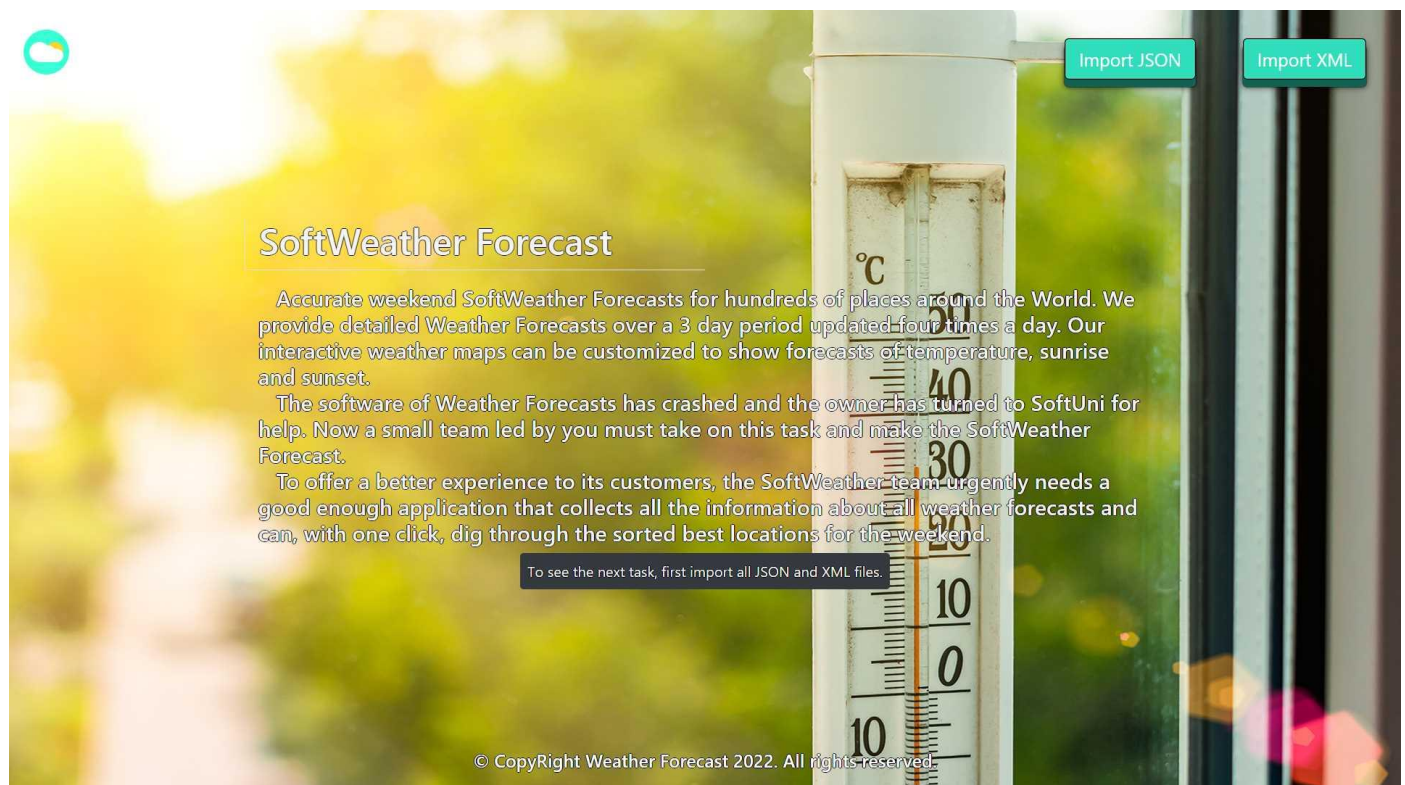 Import JSON
Import XML
SoftWeather Forecast
Accurate weekend SoftWeather Forecasts for hundreds of places around the World. We
provide detailed Weather Forecasts over a 3 day period updated four times a day. Our
interactive weather maps can be customized to show forecasts of temperature, sunrise
and sunset.
The software of Weather Forecasts has crashed and the owner has turned to SoftUni for
help. Now a small team led by you must take on this task and make the SoftWeather
Forecast.
To offer a better experience to its customers, the SoftWeather team urgently needs a
good enough application that collects all the information about all weather forecasts and
can, with one click, dig through the sorted best locations for the weekend.
To see the next task, first import all JSON and XML files.
°C
50
40
30
20
10
0
10
© CopyRight Weather Forecast 2022. All rights reserved.